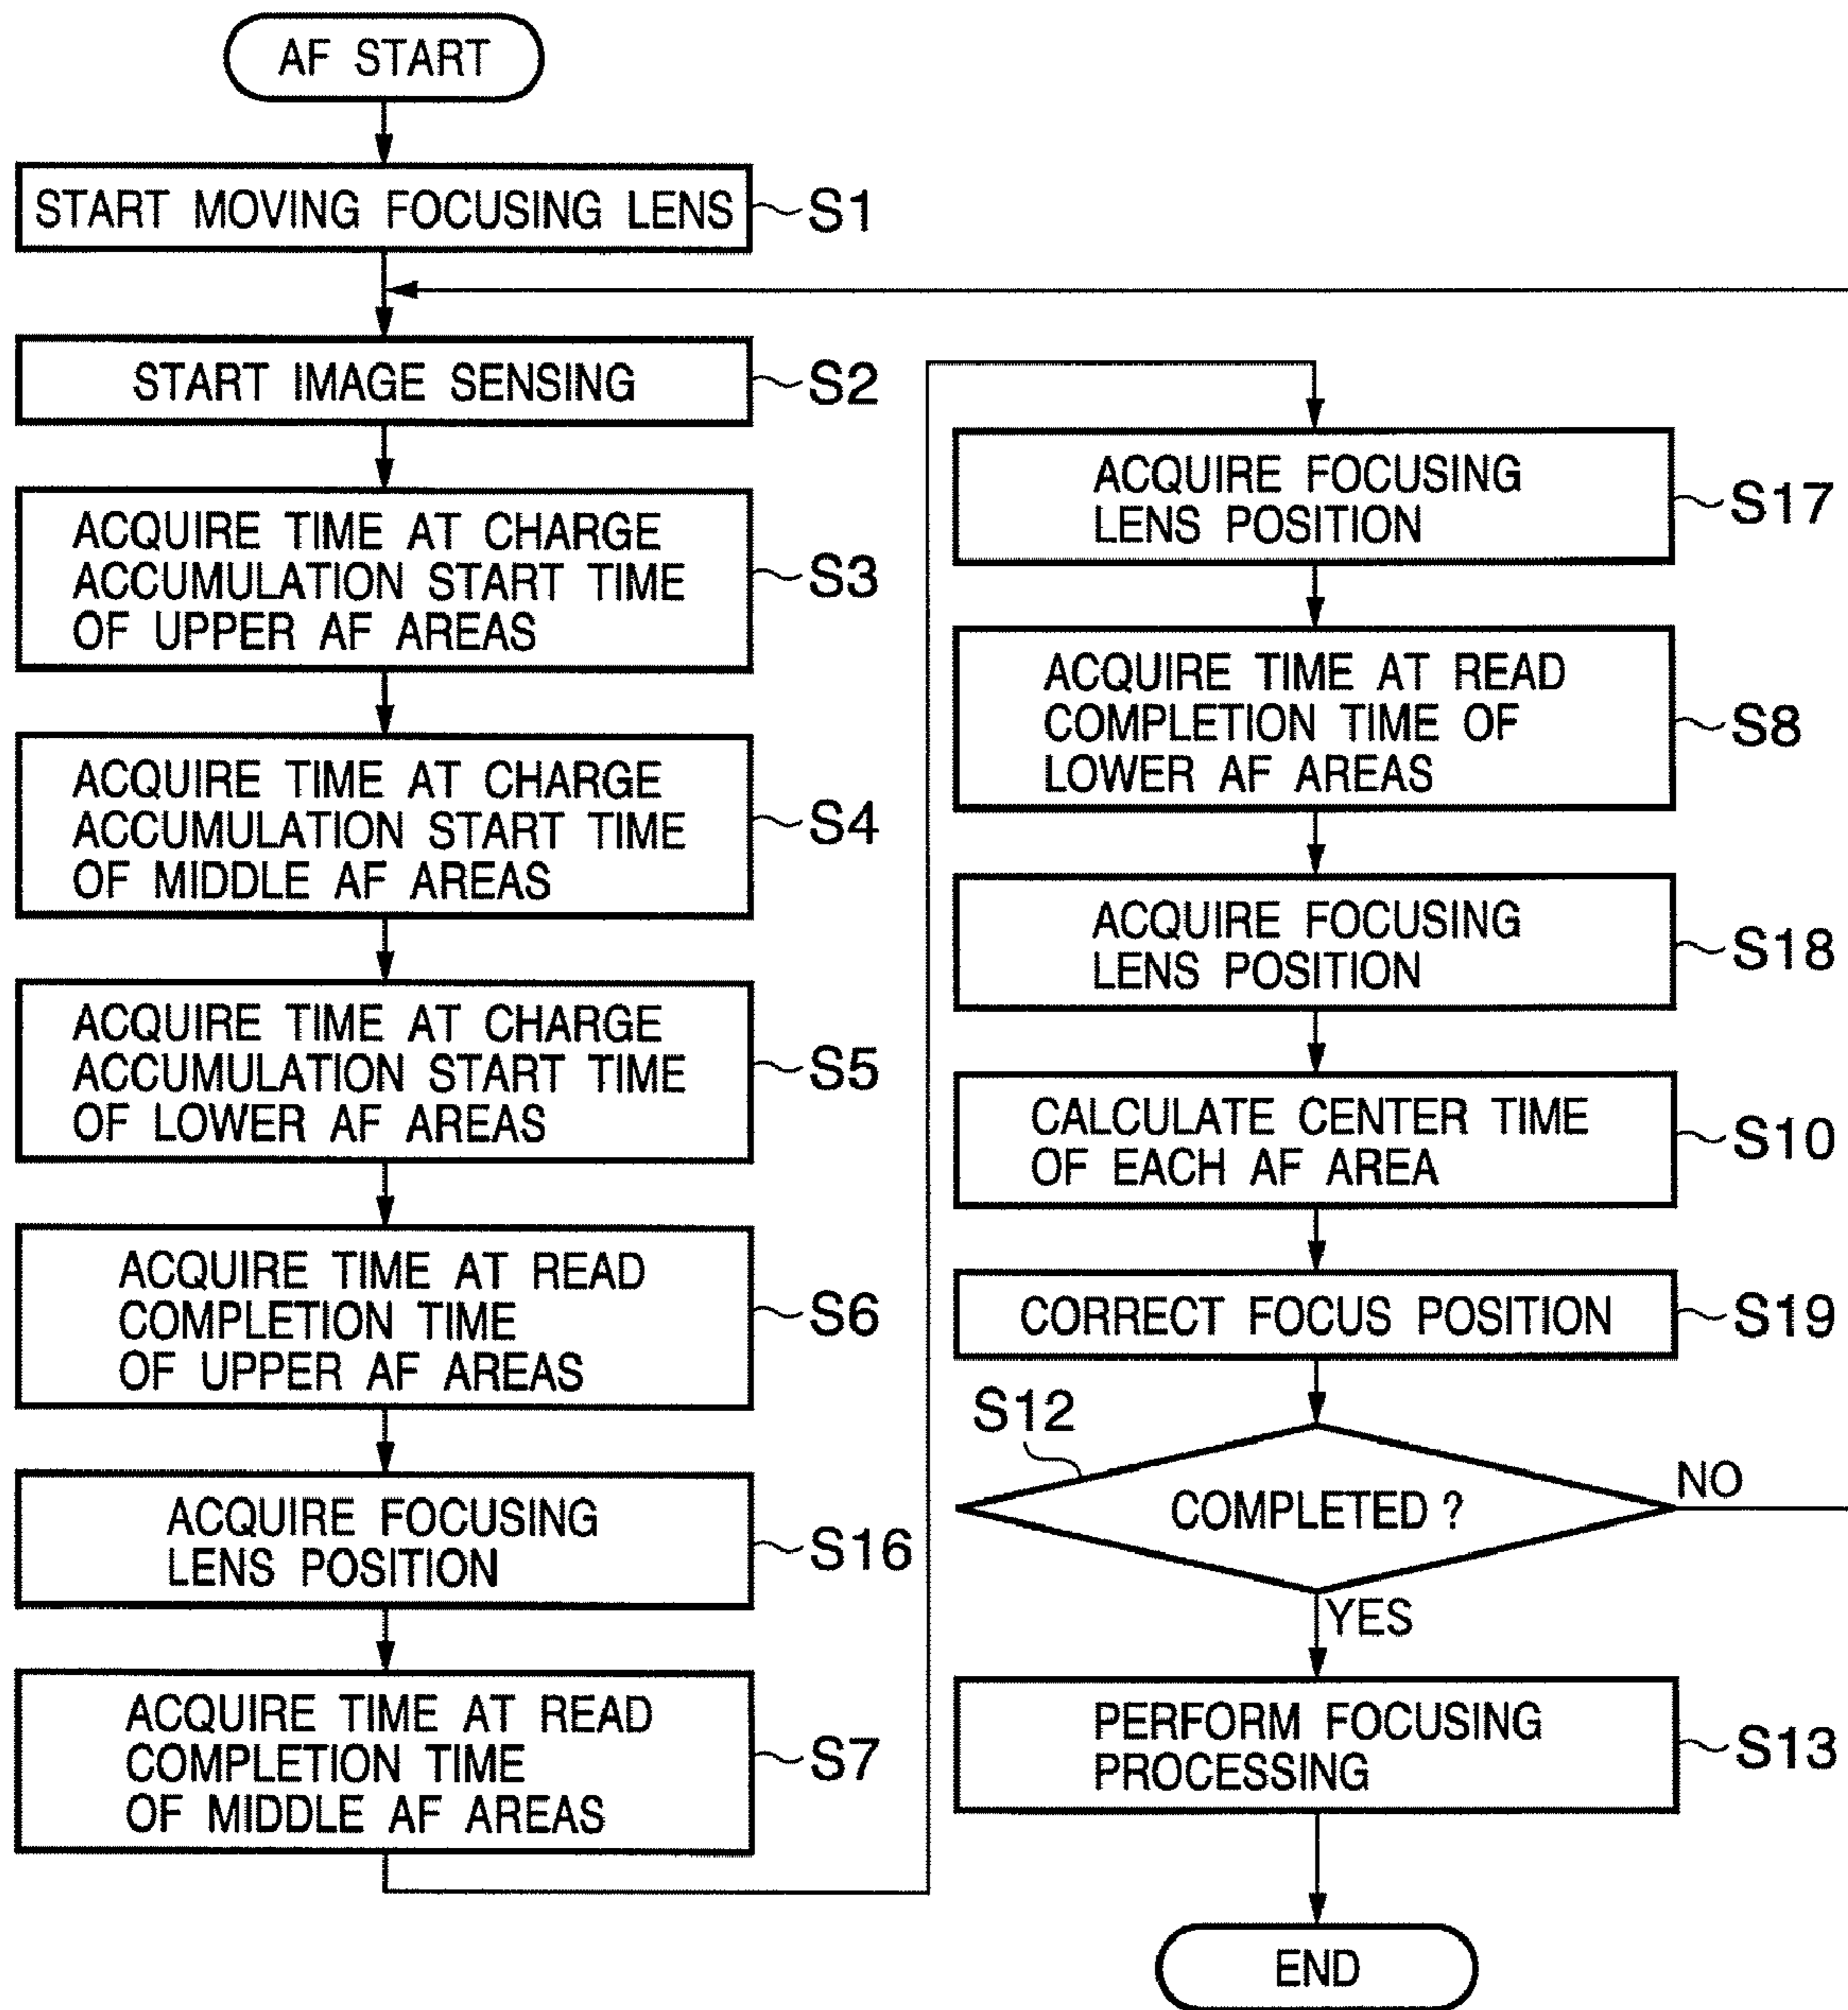 AF START
START MOVING FOCUSING LENS
S1
START IMAGE SENSING
S2
ACQUIRE TIME AT CHARGE
ACCUMULATION START TIME
OF UPPER AF AREAS
S3
ACQUIRE TIME AT CHARGE
ACCUMULATION START TIME
OF MIDDLE AF AREAS
S4
ACQUIRE TIME AT CHARGE
ACCUMULATION START TIME
OF LOWER AF AREAS
S5
ACQUIRE TIME AT READ
COMPLETION TIME
OF UPPER AF AREAS
S6
ACQUIRE FOCUSING
LENS POSITION
S16
ACQUIRE TIME AT READ
COMPLETION TIME
OF MIDDLE AF AREAS
S7
ACQUIRE FOCUSING
LENS POSITION
S17
ACQUIRE TIME AT READ
COMPLETION TIME OF
LOWER AF AREAS
S8
ACQUIRE FOCUSING
LENS POSITION
S18
CALCULATE CENTER TIME
OF EACH AF AREA
S10
CORRECT FOCUS POSITION
S19
S12
COMPLETED ?
NO
YES
PERFORM FOCUSING
PROCESSING
S13
END